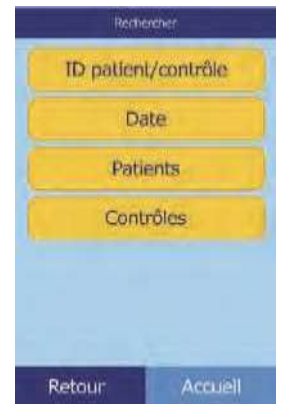 Rechercher
ID patient/contrôle
Date
Patients
Contrôles
Retour
Accueil